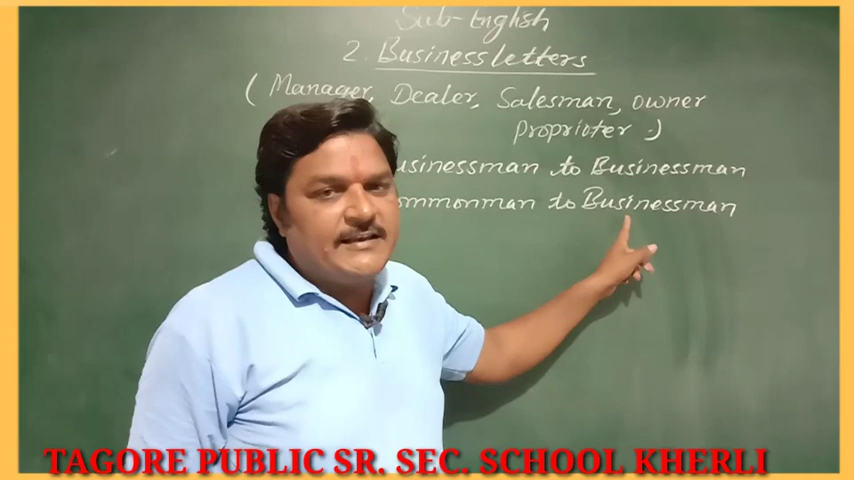 Sub-English
2. Business letters
(Manager, Dealer, Salesman, owner
Proprioter.)
usinessman to Businessman
ommonman to Businessman
TAGORE PUBLIC SR. SEC. SCHOOL KHERLI